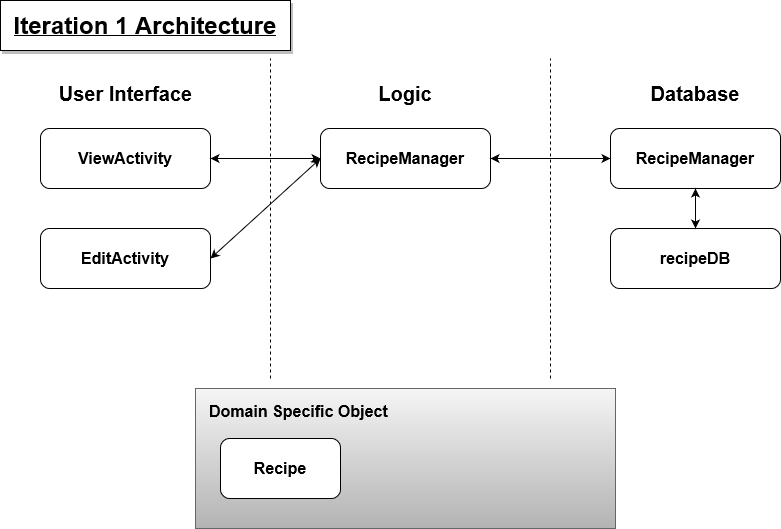 Iteration 1 Architecture
User Interface
Logic
Database
ViewActivity
RecipeManager
RecipeManager
EditActivity
recipeDB
Domain Specific Object
Recipe